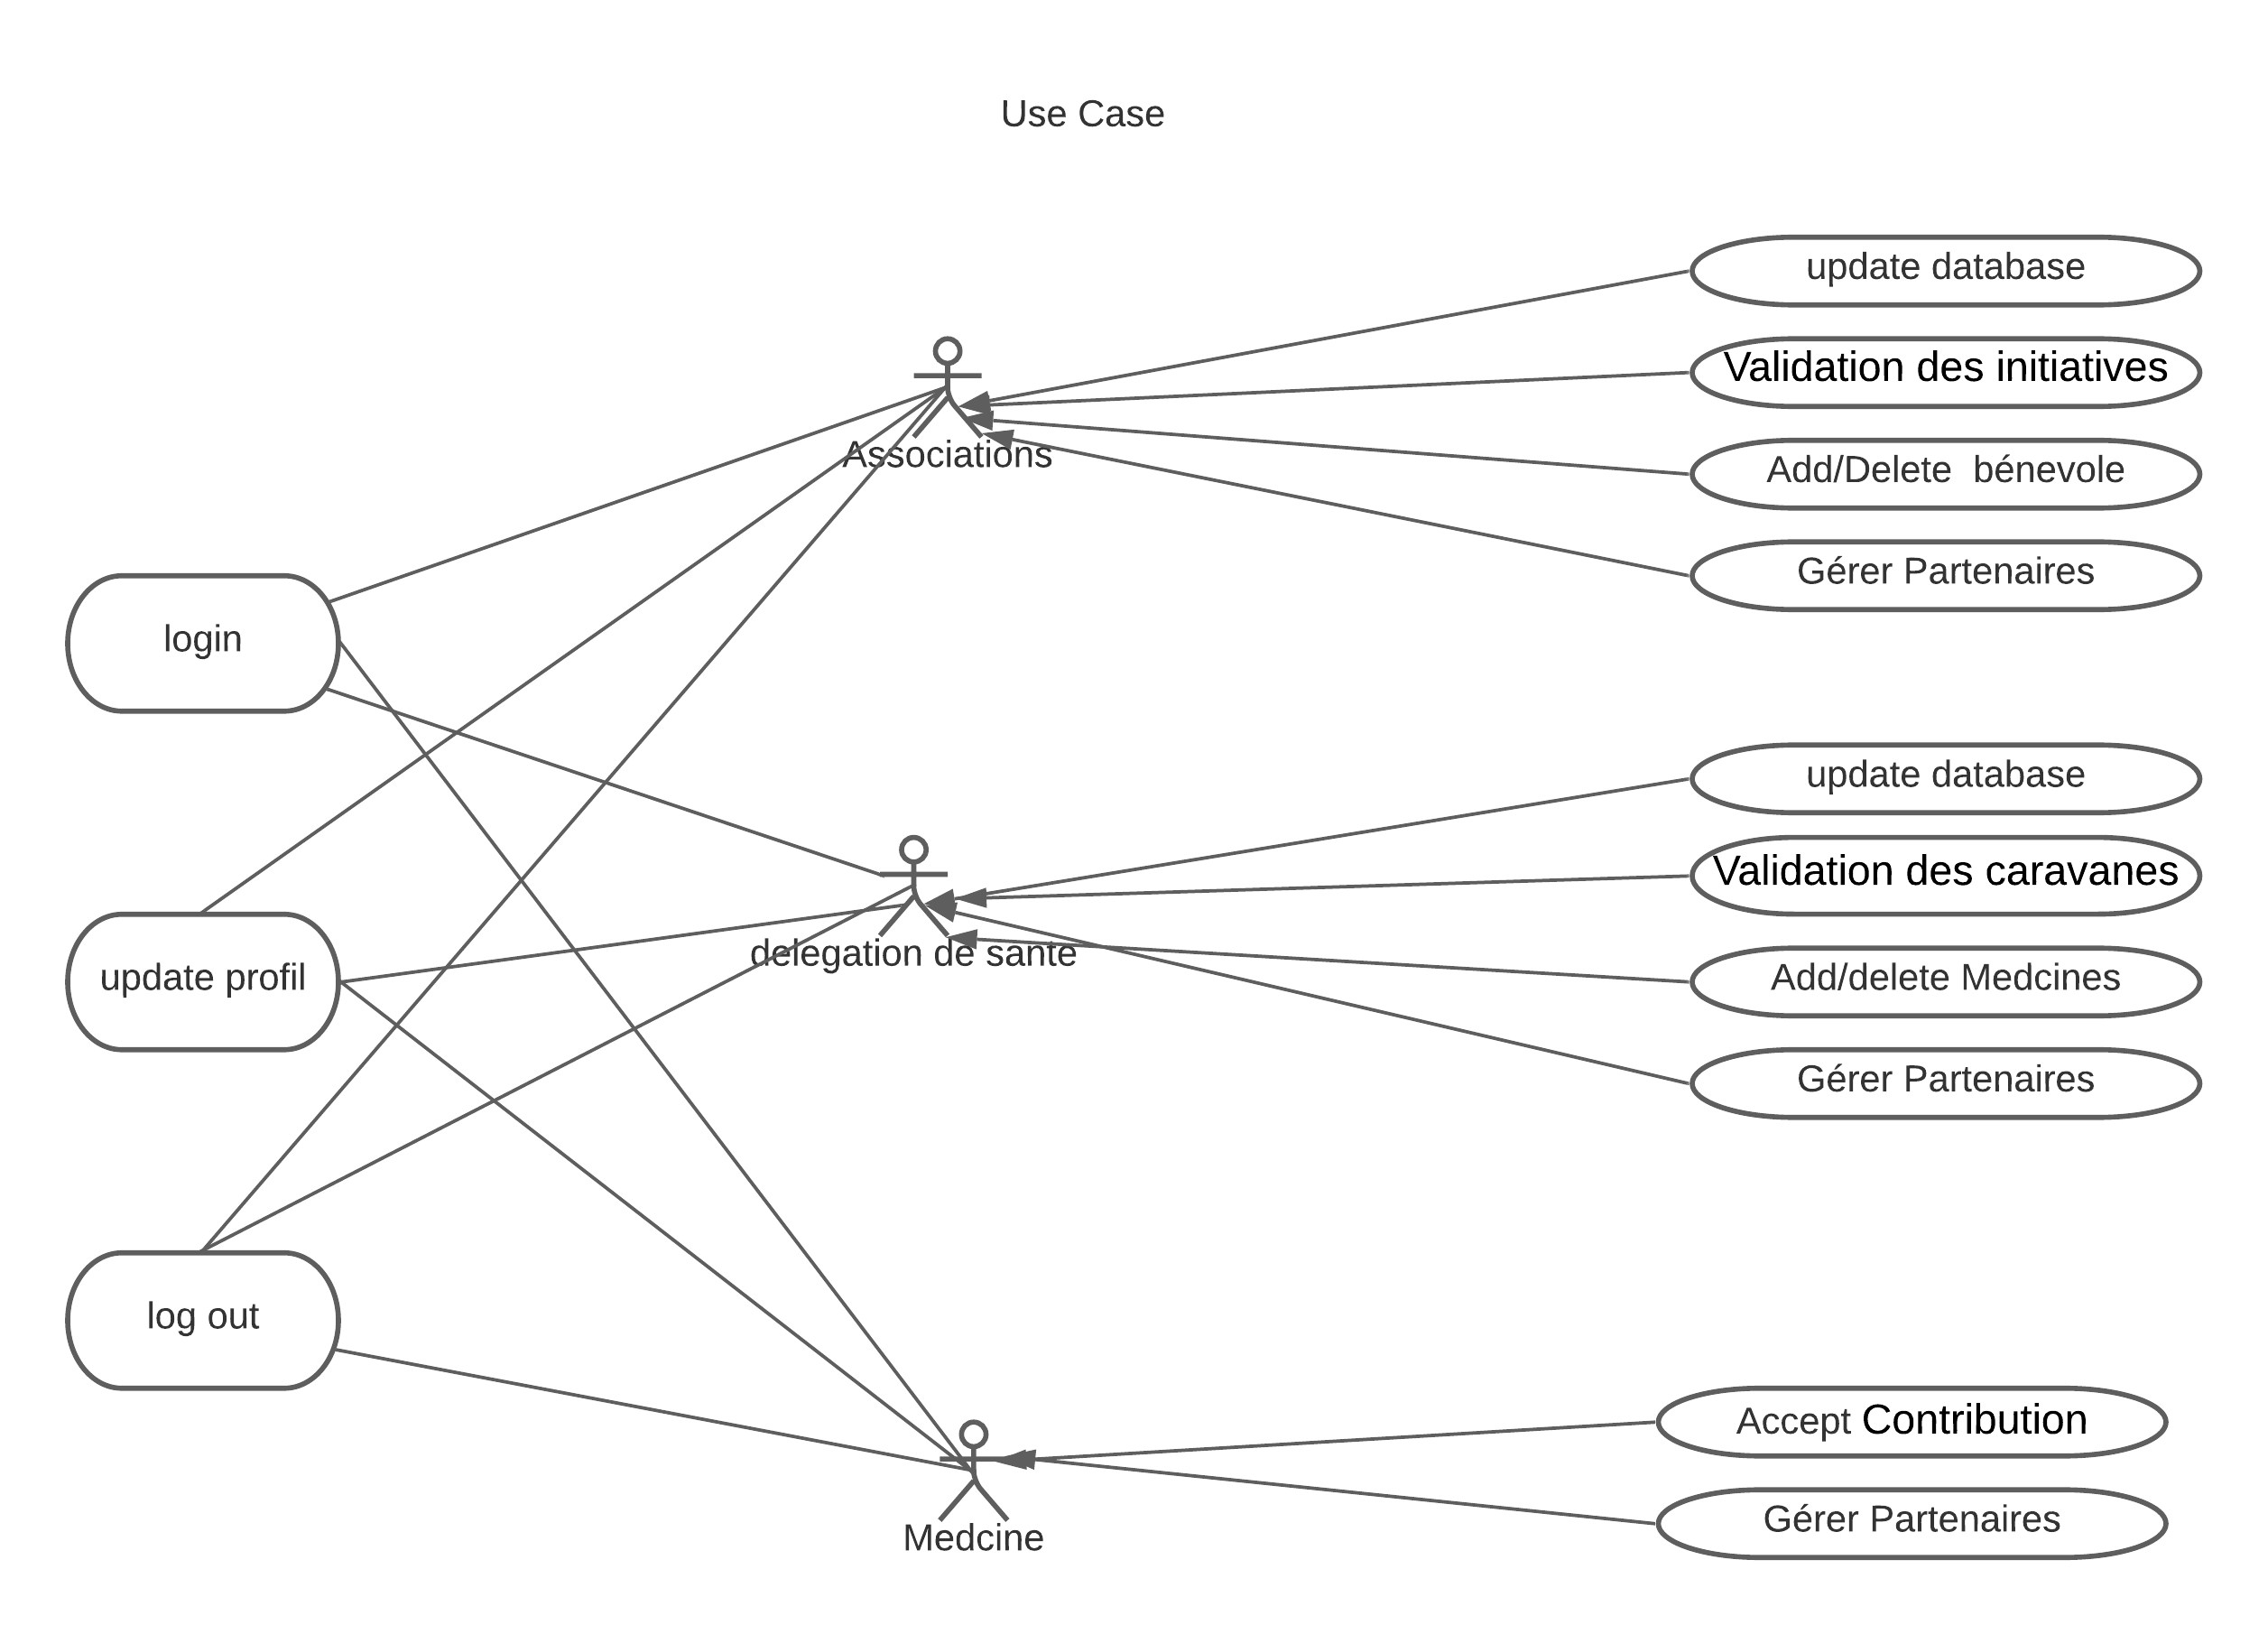 Use Case
update database
Validation des initiatives
Associations
Add/Delete  bénevole
Gérer Partenaires
login
update database
Validation des caravanes
delegation de sante
update profil
Add/delete Medcines
Gérer Partenaires
log out
Accept Contribution
Gérer Partenaires
Medcine